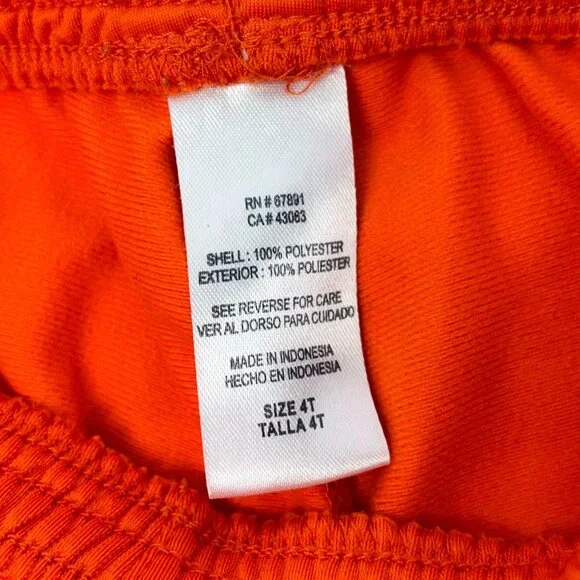 RN # 67891
CA # 43063
SHELL : 100% POLYESTER
EXTERIOR : 100% POLIESTER
SEE REVERSE FOR CARE
VER AL DORSO PARA CUIDADO
MADE IN INDONESIA
HECHO EN INDONESIA
SIZE 4T
TALLA 4T